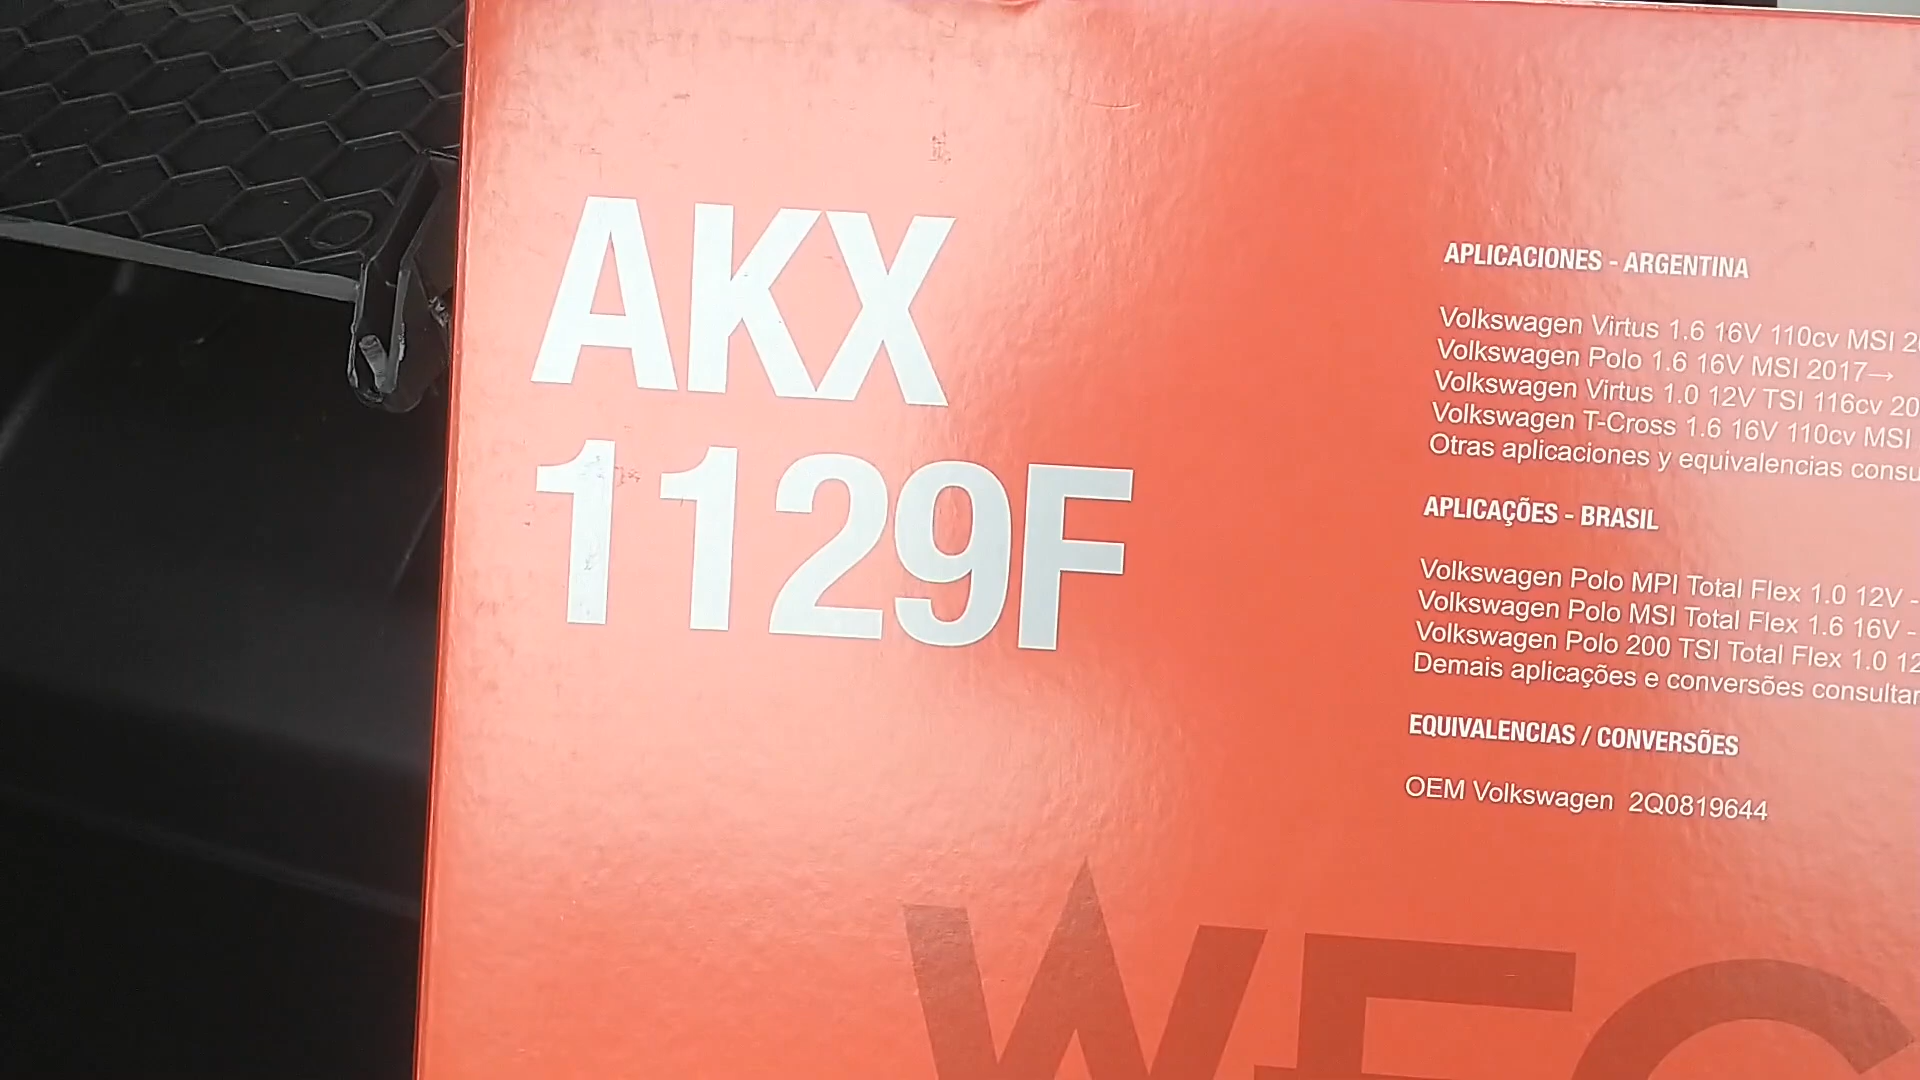 AKX
1129F
APLICACIONES - ARGENTINA
Volkswagen Virtus 1.6 16V 110cv MSI
Volkswagen Polo 1.6 16V MSI 2017→
Volkswagen Virtus 1.0 12V TSI 116cv
Volkswagen T-Cross 1.6 16V 110cv MSI
Otras aplicaciones y equivalencias
APLICAÇÕES - BRASIL
Volkswagen Polo MPI Total Flex 1.0 12V -
Volkswagen Polo MSI Total Flex 1.6 16V -
Volkswagen Polo 200 TSI Total Flex 1.0
Demais aplicações e conversões consultar
EQUIVALENCIAS / CONVERSÕES
OEM Volkswagen 2Q0819644